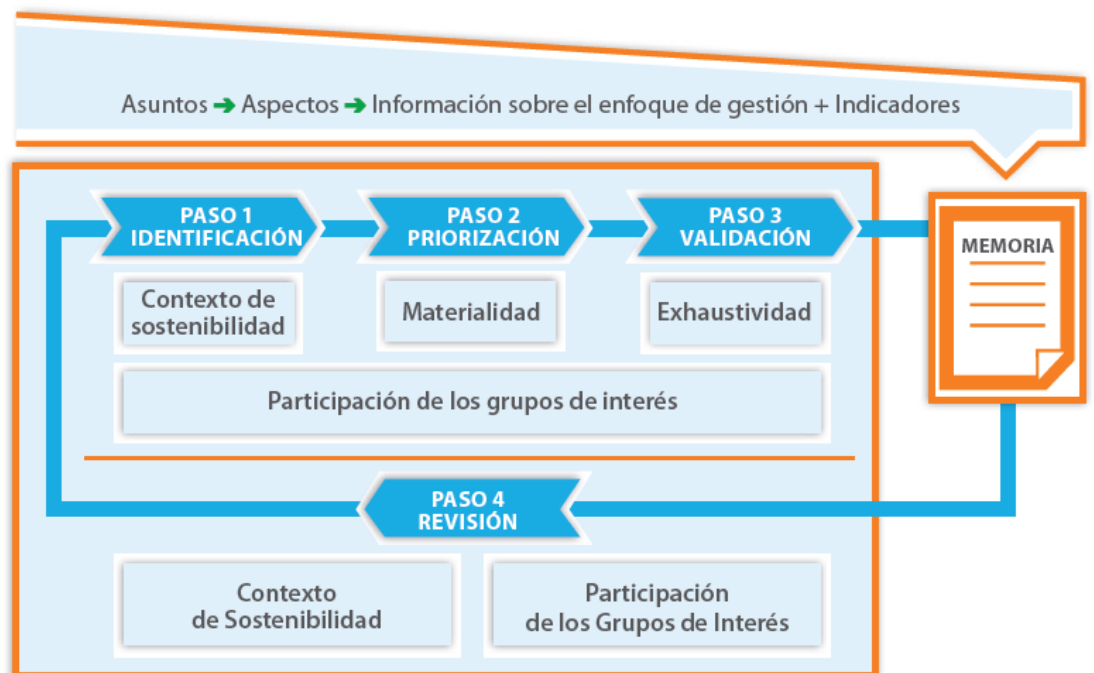 Asuntos ➔ Aspectos ➔ Información sobre el enfoque de gestión + Indicadores
PASO 1
IDENTIFICACIÓN
PASO 2
PRIORIZACIÓN
PASO 3
VALIDACIÓN
MEMORIA
Contexto de
sostenibilidad
Materialidad
Exhaustividad
Participación de los grupos de interés
PASO 4
REVISIÓN
Contexto
de Sostenibilidad
Participación
de los Grupos de Interés